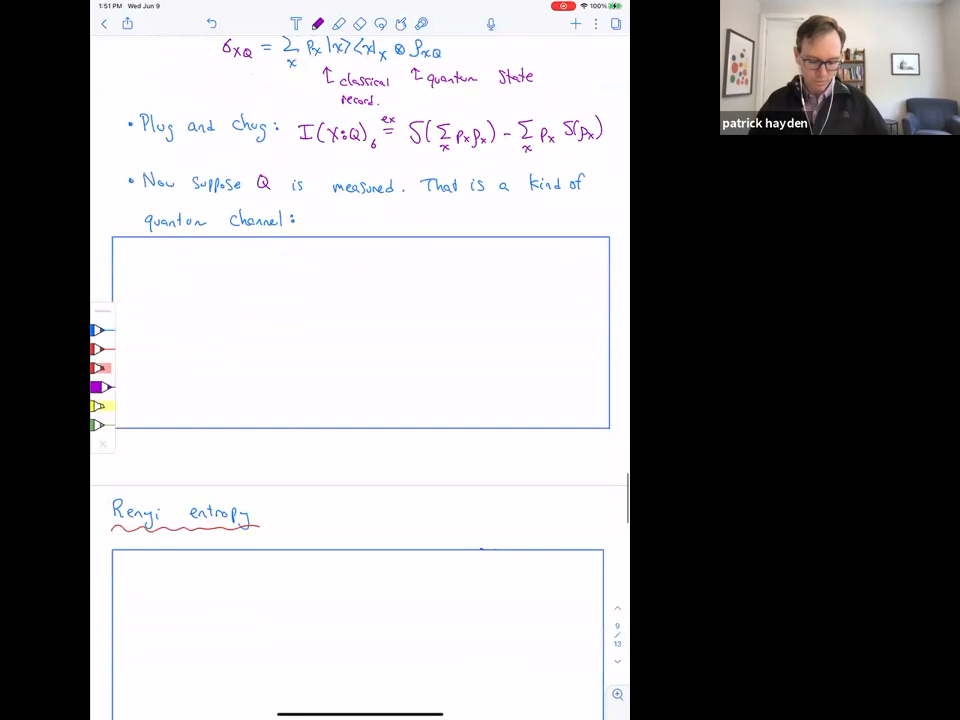 1:51 PM Wed Jun 9
100%
σ_XQ = Σ_x p_x |x><x|_x ⊗ ρ_xQ
↑ classical record. ↑ quantum state
• Plug and chug: I(X:Q)_σ ex= S(Σ_x p_x ρ_x) - Σ_x p_x S(ρ_x)
• Now suppose Q is measured. That is a kind of
quantum channel:
Renyi entropy
9
/
13
patrick hayden